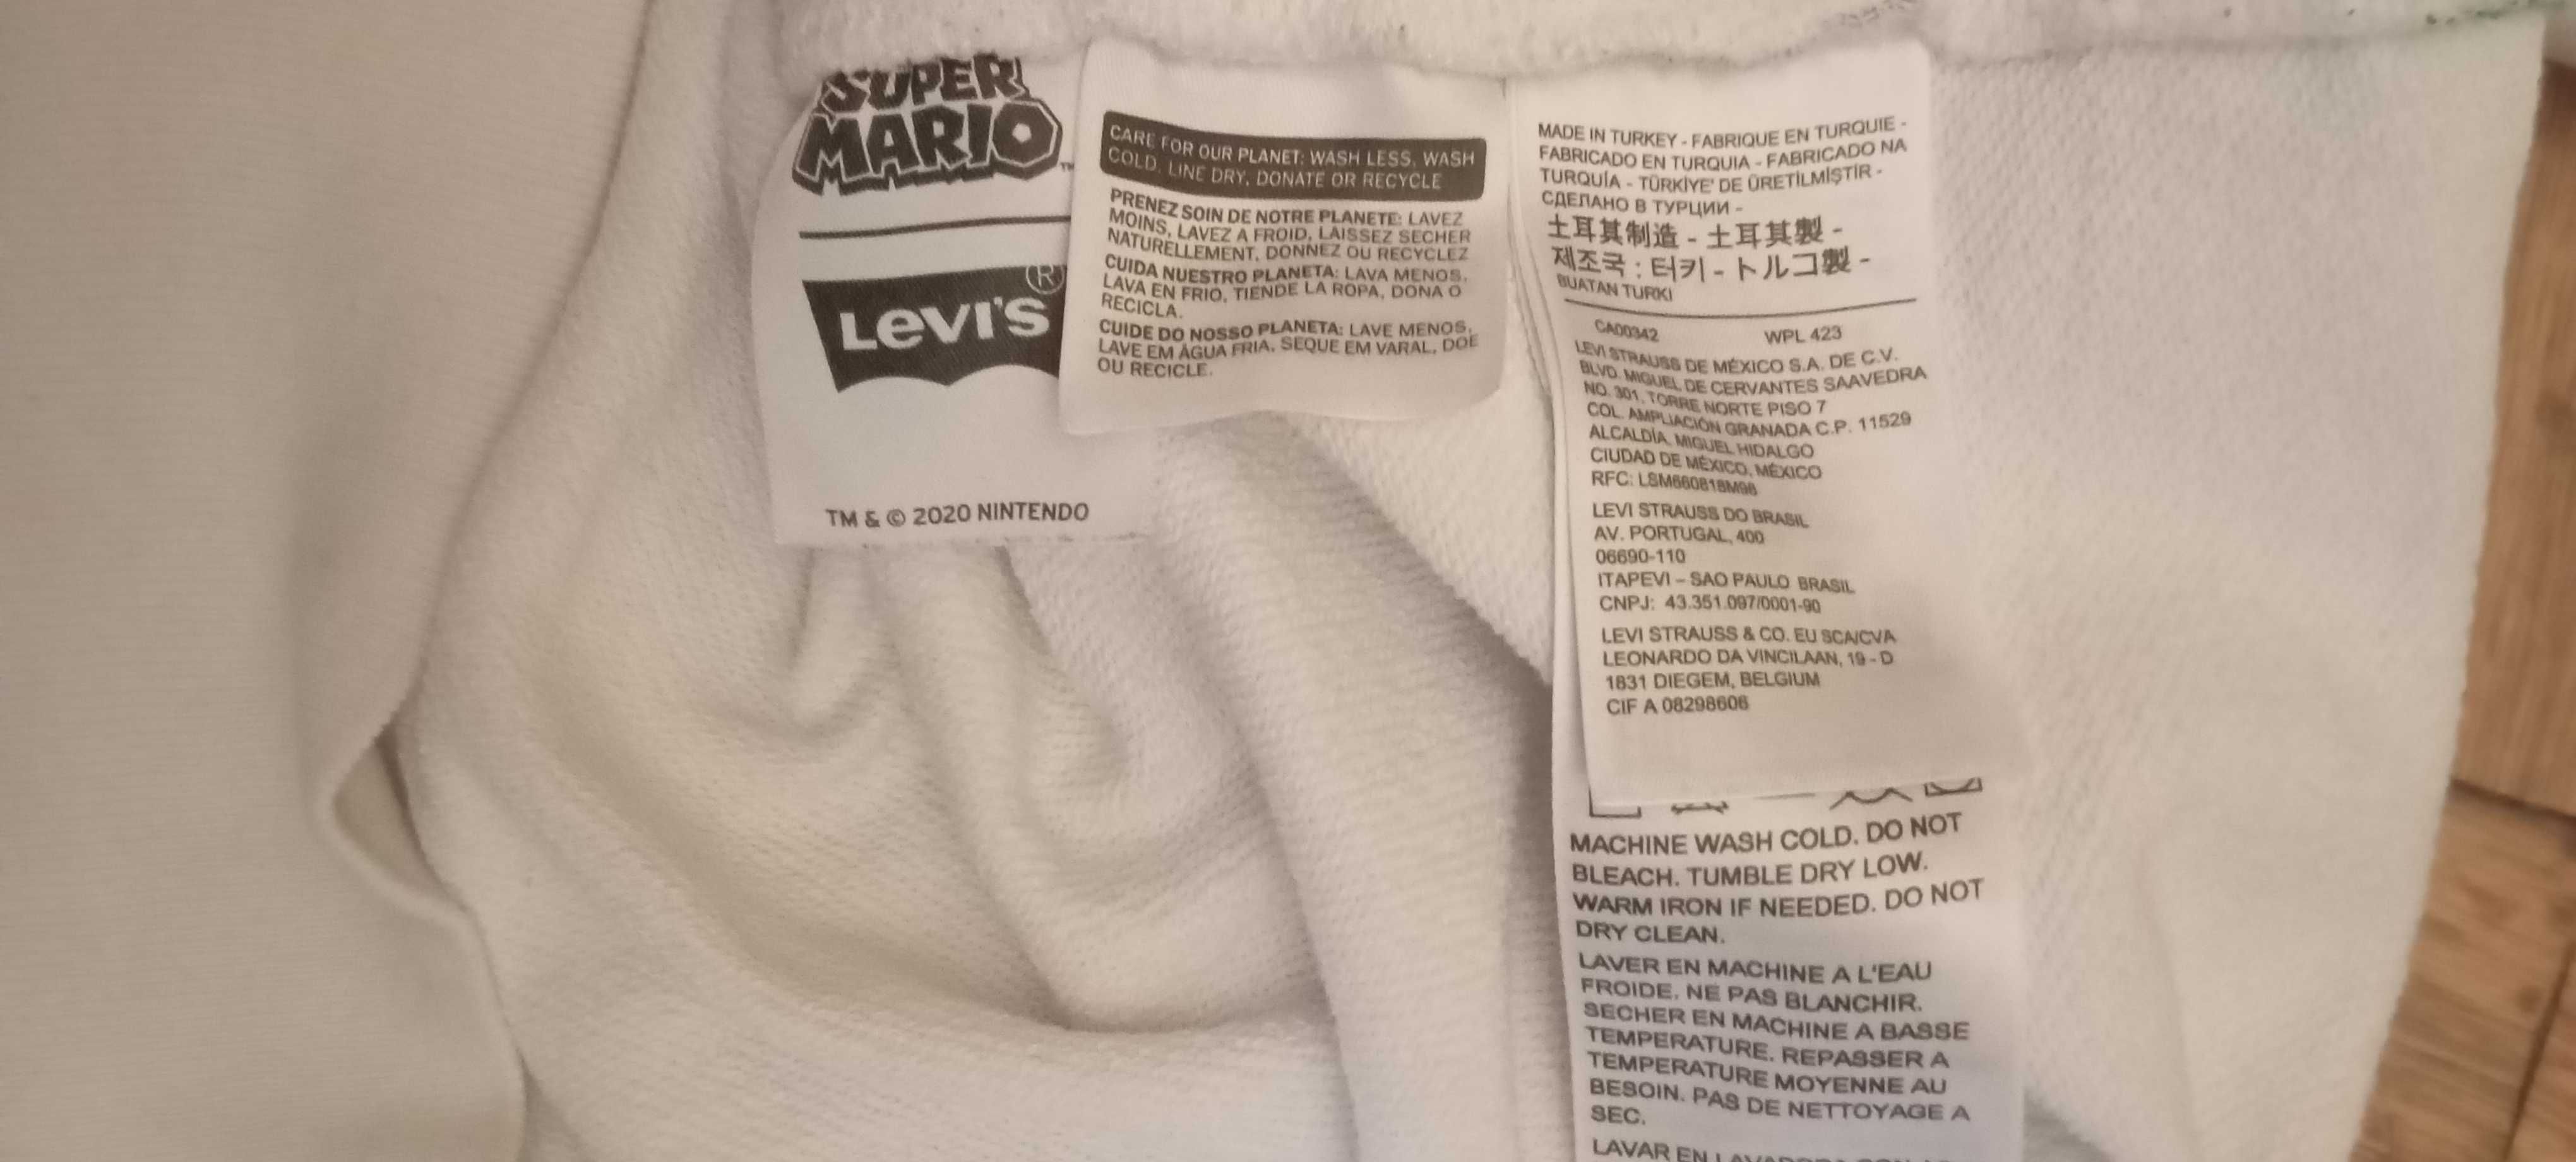 SUPER
MARIO
™
LEVI'S
®
TM & © 2020 NINTENDO
CARE FOR OUR PLANET: WASH LESS, WASH
COLD, LINE DRY, DONATE OR RECYCLE
PRENEZ SOIN DE NOTRE PLANETE: LAVEZ
MOINS, LAVEZ A FROID, LAISSEZ SECHER
NATURELLEMENT, DONNEZ OU RECYCLEZ
CUIDA NUESTRO PLANETA: LAVA MENOS,
LAVA EN FRIO, TIENDE LA ROPA, DONA O
RECICLA.
CUIDE DO NOSSO PLANETA: LAVE MENOS,
LAVE EM ÁGUA FRIA, SEQUE EM VARAL, DOE
OU RECICLE.
MADE IN TURKEY - FABRIQUE EN TURQUIE -
FABRICADO EN TURQUIA - FABRICADO NA
TURQUÍA - TÜRKİYE' DE ÜRETİLMİŞTİR -
СДЕЛАНО В ТУРЦИИ -
土耳其制造 - 土耳其製 -
제조국 : 터키 - トルコ製 -
BUATAN TURKI
CA00342 WPL 423
LEVI STRAUSS DE MÉXICO S.A. DE C.V.
BLVD. MIGUEL DE CERVANTES SAAVEDRA
NO. 301, TORRE NORTE PISO 7
COL. AMPLIACIÓN GRANADA C.P. 11529
ALCALDÍA, MIGUEL HIDALGO
CIUDAD DE MÉXICO, MÉXICO
RFC: LSM660818M98
LEVI STRAUSS DO BRASIL
AV. PORTUGAL, 400
06690-110
ITAPEVI – SAO PAULO BRASIL
CNPJ: 43.351.097/0001-90
LEVI STRAUSS & CO. EU SCA/CVA
LEONARDO DA VINCILAAN, 19 - D
1831 DIEGEM, BELGIUM
CIF A 08298606
MACHINE WASH COLD. DO NOT
BLEACH. TUMBLE DRY LOW.
WARM IRON IF NEEDED. DO NOT
DRY CLEAN.
LAVER EN MACHINE A L'EAU
FROIDE. NE PAS BLANCHIR.
SECHER EN MACHINE A BASSE
TEMPERATURE. REPASSER A
TEMPERATURE MOYENNE AU
BESOIN. PAS DE NETTOYAGE A
SEC.
LAVAR EN